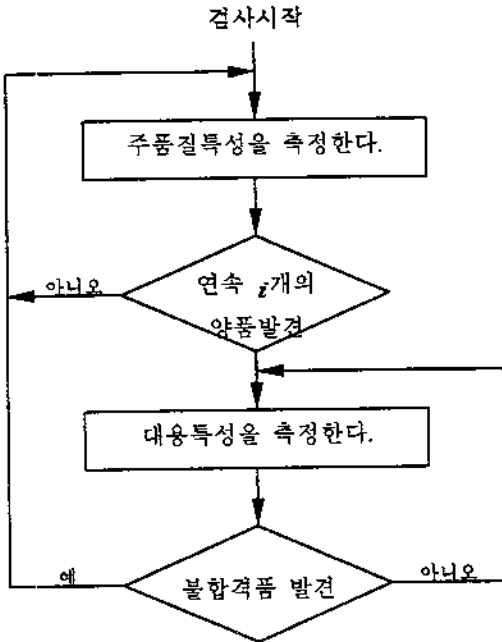 검사시작
주품질특성을 측정한다.
아니오
연속 i개의
양품발견
대용특성을 측정한다.
예
불합격품 발견
아니오